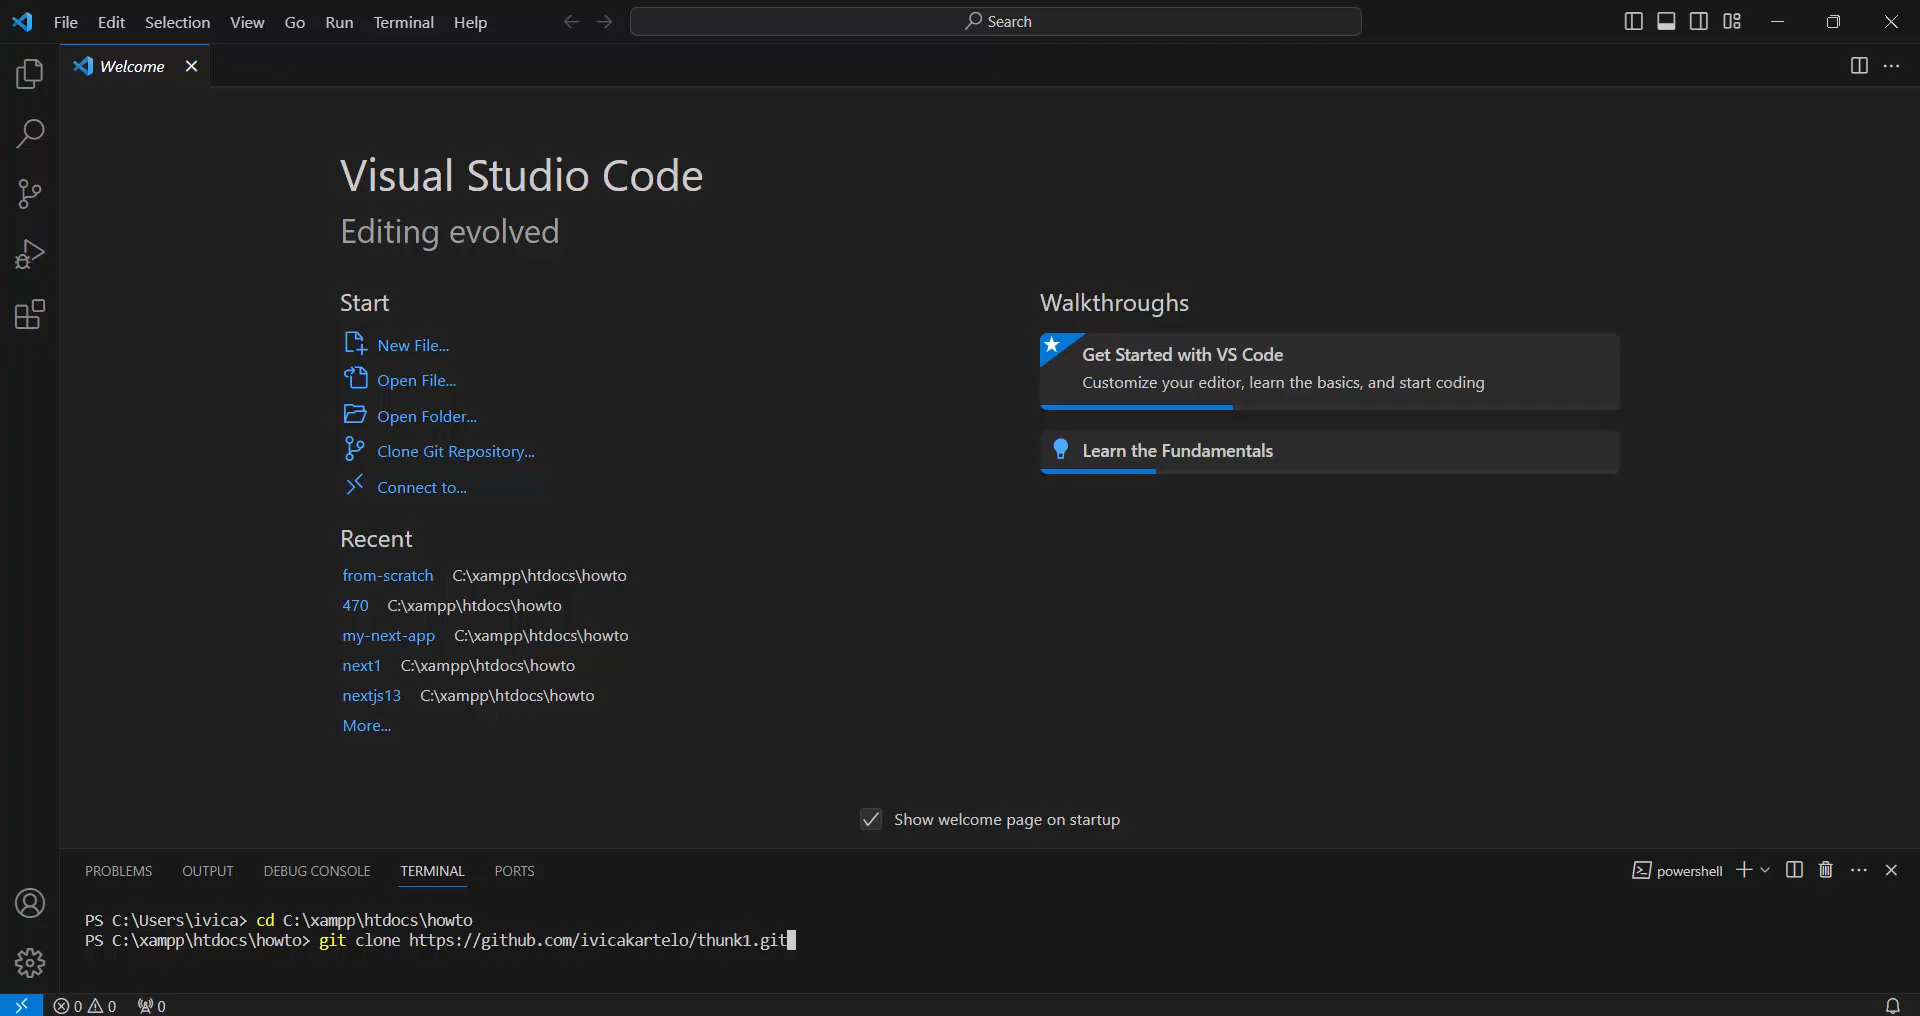 File Edit Selection View Go Run Terminal Help Search
Welcome
Visual Studio Code
Editing evolved
Start
New File...
Open File...
Open Folder...
Clone Git Repository...
Connect to...
Recent
from-scratch C:\xampp\htdocs\howto
470 C:\xampp\htdocs\howto
my-next-app C:\xampp\htdocs\howto
next1 C:\xampp\htdocs\howto
nextjs13 C:\xampp\htdocs\howto
More...
Walkthroughs
Get Started with VS Code
Customize your editor, learn the basics, and start coding
Learn the Fundamentals
Show welcome page on startup
PROBLEMS OUTPUT DEBUG CONSOLE TERMINAL PORTS powershell
PS C:\Users\ivica> cd C:\xampp\htdocs\howto
PS C:\xampp\htdocs\howto> git clone https://github.com/ivicakartelo/thunk1.git
0 0 0